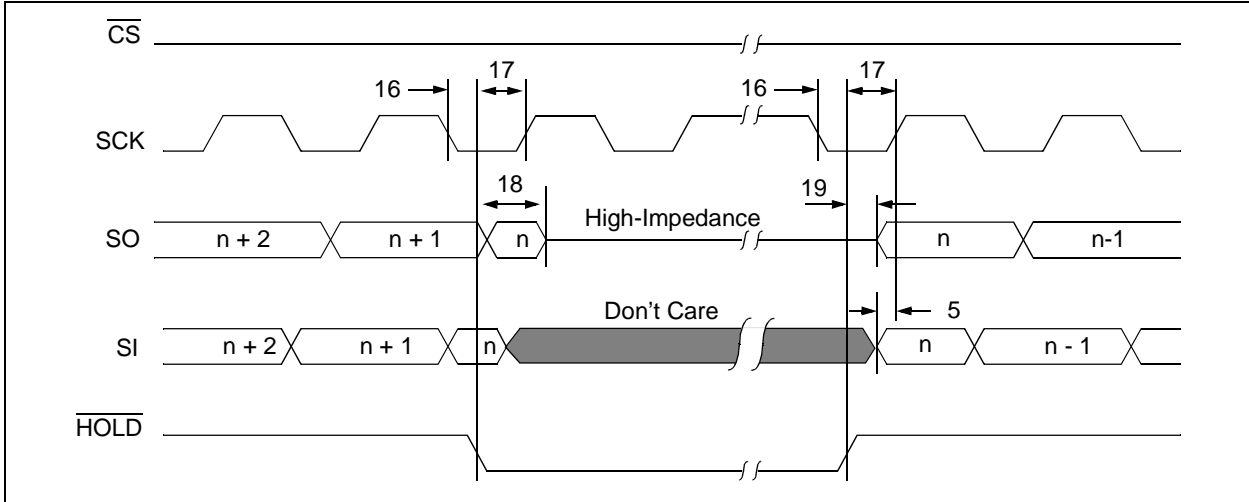 CS
16
17
16
17
SCK
18
19
High-Impedance
SO
n + 2
n + 1
n
n
n-1
Don't Care
5
SI
n + 2
n + 1
n
n
n - 1
HOLD